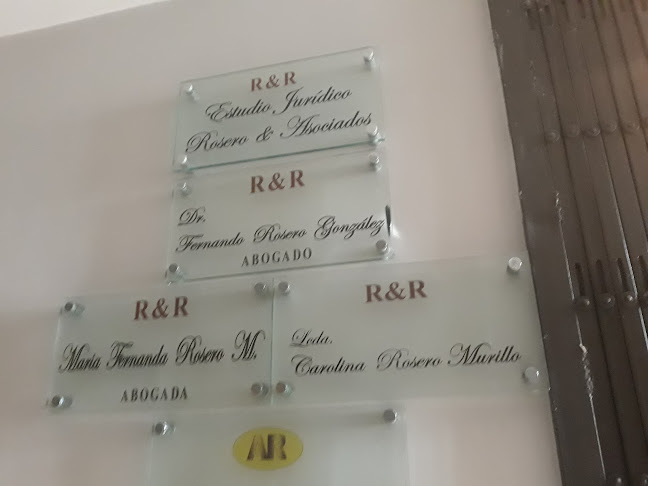 R & R
Estudio Jurídico
Rosero & Asociados
R & R
Dr.
Fernando Rosero González
ABOGADO
R & R
María Fernanda Rosero M.
ABOGADA
R & R
Lcda.
Carolina Rosero Murillo
AR